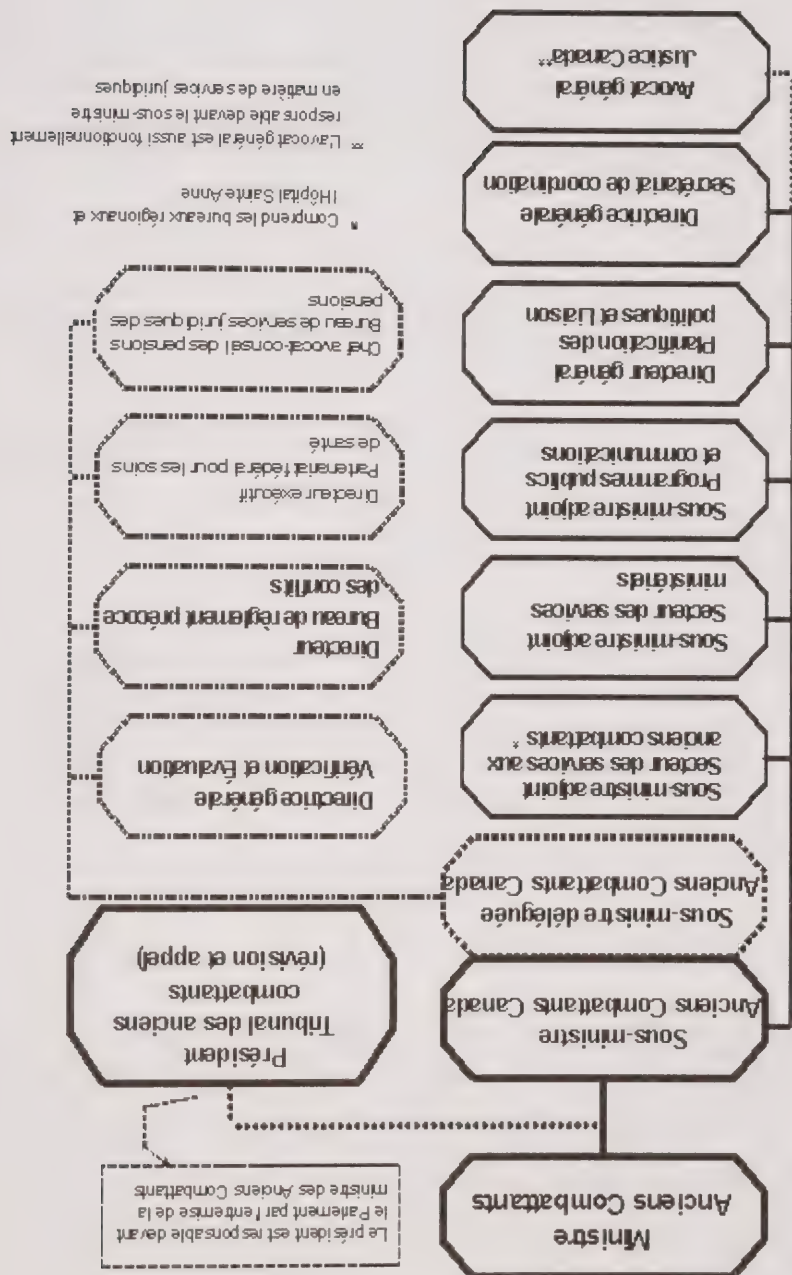 Ministre
Anciens Combattants
Le président est responsable devant
le Parlement par l'entremise de la
ministre des Anciens Combattants
Sous-ministre
Anciens Combattants Canada
Président
Tribunal des anciens
combattants
(révision et appel)
Sous-ministre déléguée
Anciens Combattants Canada
Sous-ministre adjoint
Secteur des services aux
anciens combattants *
Sous-ministre adjoint
Secteur des services
ministériels
Sous-ministre adjoint
Programmes publics
et communications
Directeur général
Planification des
politiques et Liaison
Directrice générale
Secrétariat de coordination
Avocat général
Justice Canada**
Directrice générale
Vérification et Évaluation
Directeur
Bureau de règlement précoce
des conflits
Directeur exécutif
Partenariat fédéral pour les soins
de santé
Chef avocat-conseil des pensions
Bureau de services juridiques des
pensions
* Comprend les bureaux régionaux et
l'Hôpital Sainte Anne
** L'avocat général est aussi fonctionnellement
responsable devant le sous-ministre
en matière de services juridiques